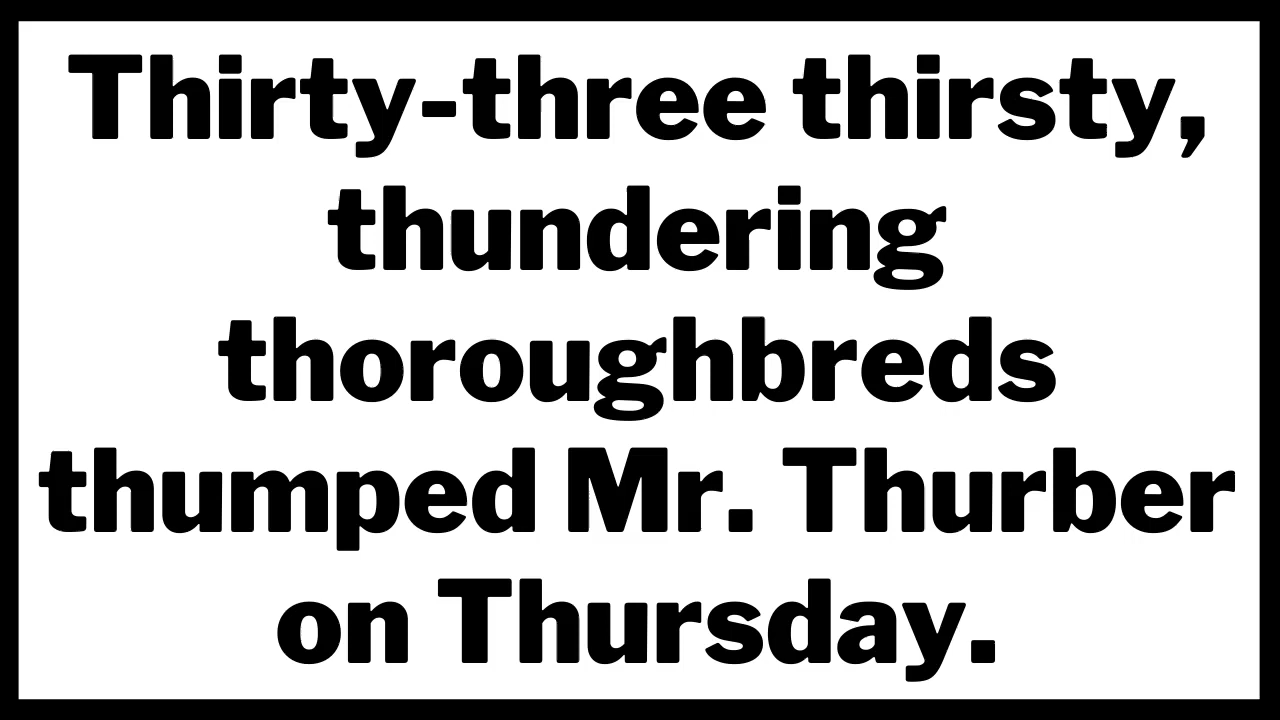 Thirty-three thirsty,
thundering
thoroughbreds
thumped Mr. Thurber
on Thursday.